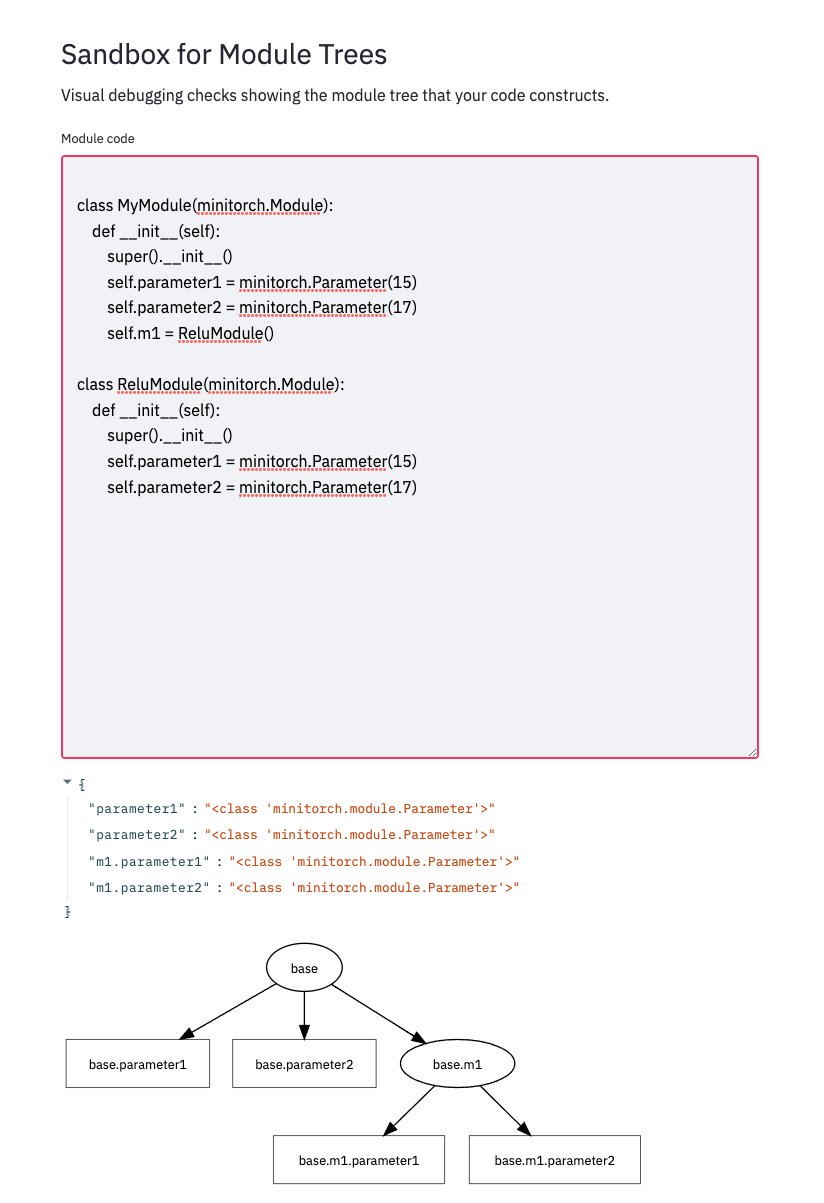 Sandbox for Module Trees
Visual debugging checks showing the module tree that your code constructs.
Module code
class MyModule(minitorch.Module):
    def __init__(self):
        super().__init__()
        self.parameter1 = minitorch.Parameter(15)
        self.parameter2 = minitorch.Parameter(17)
        self.m1 = ReluModule()
class ReluModule(minitorch.Module):
    def __init__(self):
        super().__init__()
        self.parameter1 = minitorch.Parameter(15)
        self.parameter2 = minitorch.Parameter(17)
{
"parameter1" : "<class 'minitorch.module.Parameter'>"
"parameter2" : "<class 'minitorch.module.Parameter'>"
"m1.parameter1" : "<class 'minitorch.module.Parameter'>"
"m1.parameter2" : "<class 'minitorch.module.Parameter'>"
}
base
base.parameter1
base.parameter2
base.m1
base.m1.parameter1
base.m1.parameter2